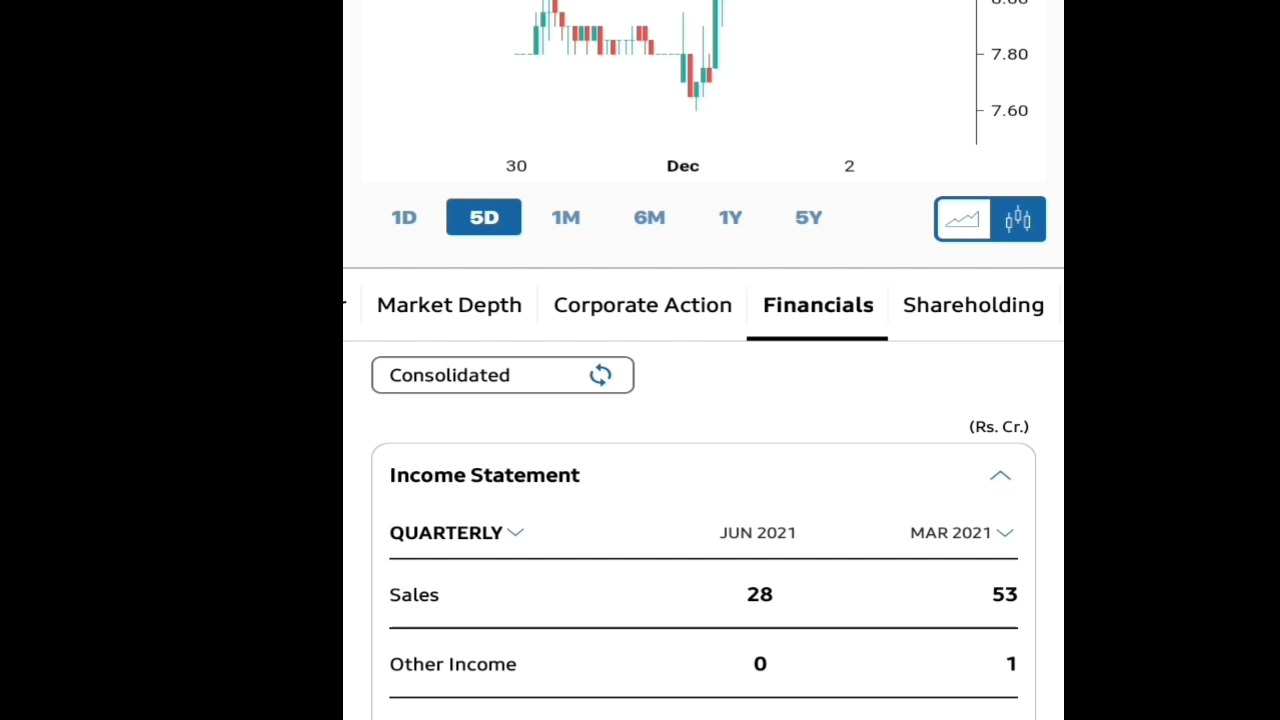 7.80
7.60
30 Dec 2
1D 5D 1M 6M 1Y 5Y
Market Depth Corporate Action Financials Shareholding
Consolidated
(Rs. Cr.)
Income Statement
QUARTERLY JUN 2021 MAR 2021
Sales 28 53
Other Income 0 1